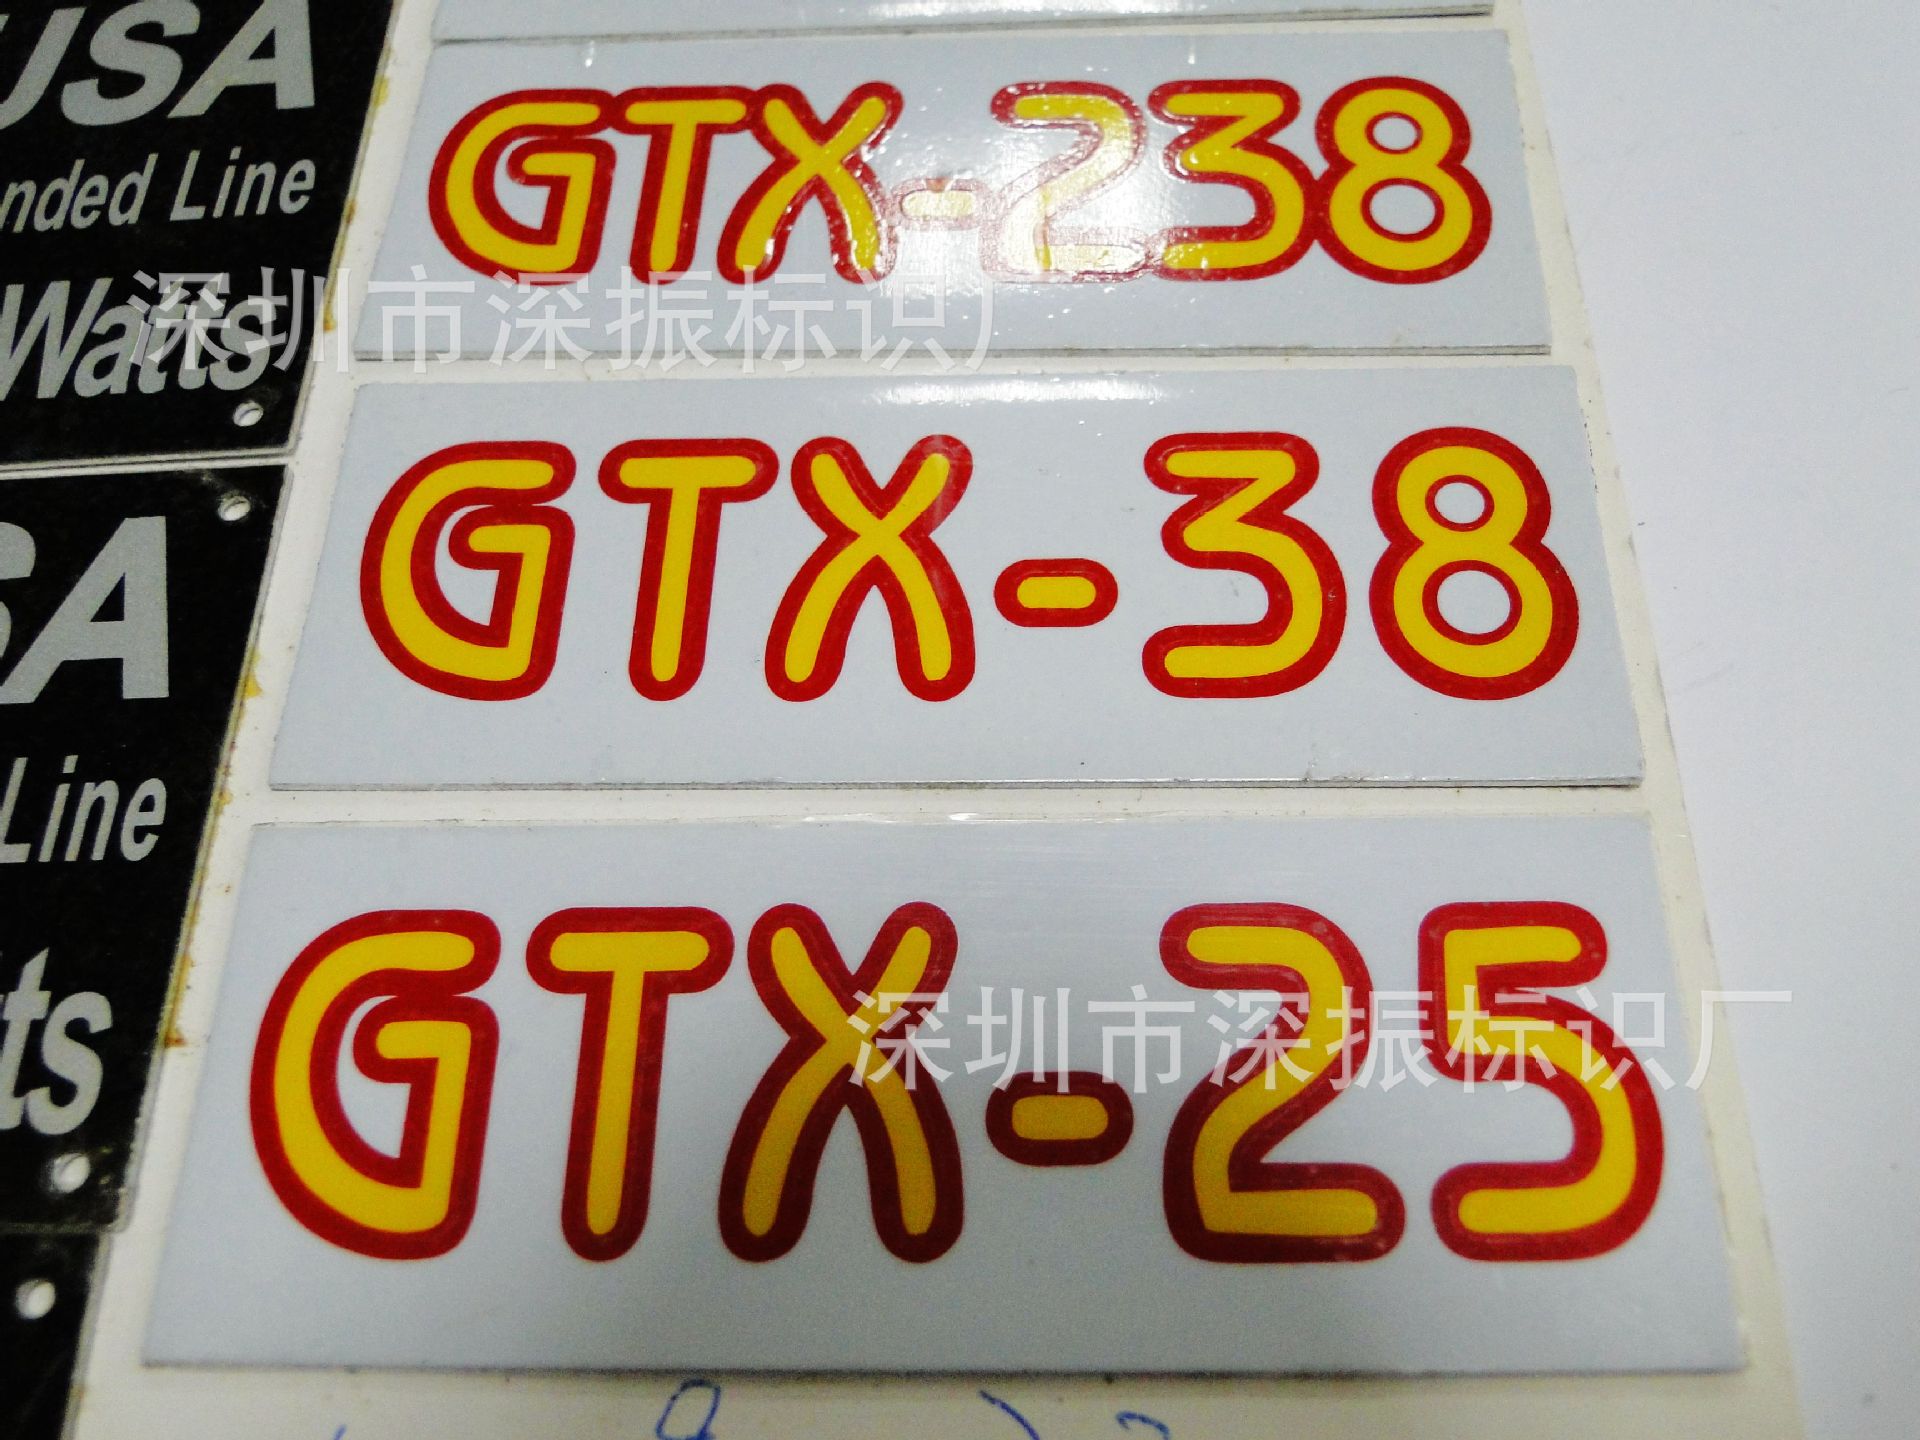 USA
nded Line
Watts
SA
Line
tts
GTX-238
深圳市深振标识厂
GTX-38
GTX-25
深圳市深振标识厂